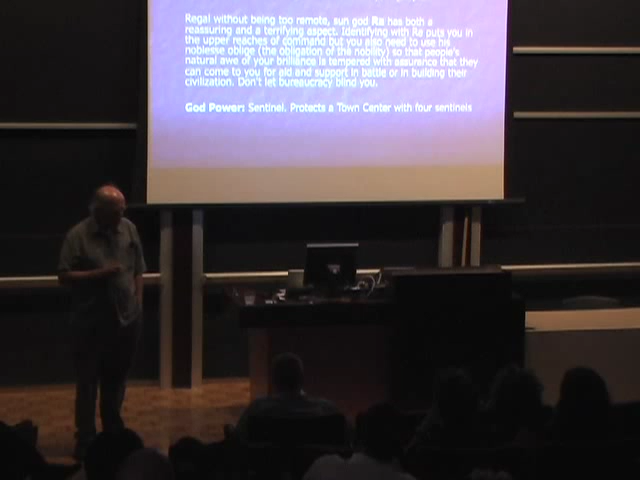 Regal without being too remote, sun god Ra has both a
reassuring and a terrifying aspect. Identifying with Ra puts you in
the upper reaches of command but you also need to use his
noblesse oblige (the obligation of the nobility) so that people's
natural awe of your brilliance is tempered with assurance that they
can come to you for aid and support in battle or in building their
civilization. Don't let bureaucracy blind you.
God Power: Sentinel. Protects a Town Center with four sentinels